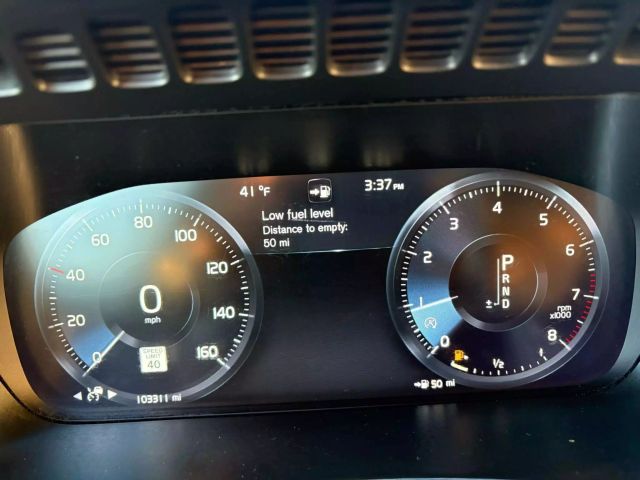 41 °F
3:37 PM
Low fuel level
Distance to empty:
50 mi
0
20
40
60
80
100
120
140
160
0
mph
SPEED
LIMIT
40
103311 mi
0
1
2
3
4
5
6
7
8
rpm
x1000
P
R
N
D
±
A
1/2
1
50 mi